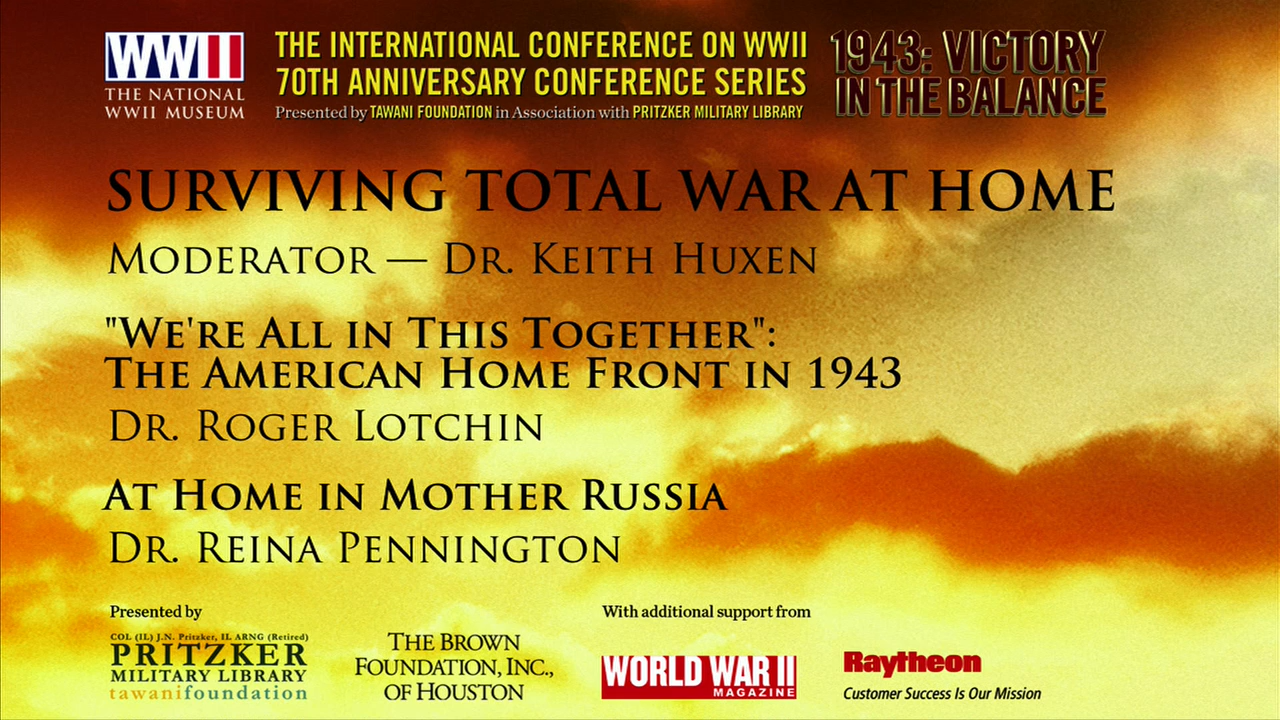 WWII
THE NATIONAL
WWII MUSEUM
THE INTERNATIONAL CONFERENCE ON WWII
70TH ANNIVERSARY CONFERENCE SERIES
Presented by TAWANI FOUNDATION in Association with PRITZKER MILITARY LIBRARY
1943: VICTORY
IN THE BALANCE
SURVIVING TOTAL WAR AT HOME
MODERATOR — DR. KEITH HUXEN
"WE'RE ALL IN THIS TOGETHER":
THE AMERICAN HOME FRONT IN 1943
DR. ROGER LOTCHIN
AT HOME IN MOTHER RUSSIA
DR. REINA PENNINGTON
Presented by
COL (IL) J.N. Pritzker, IL ARNG (Retired)
PRITZKER
MILITARY LIBRARY
tawanifoundation
THE BROWN
FOUNDATION, INC.,
OF HOUSTON
With additional support from
WORLD WAR II
MAGAZINE
Raytheon
Customer Success Is Our Mission